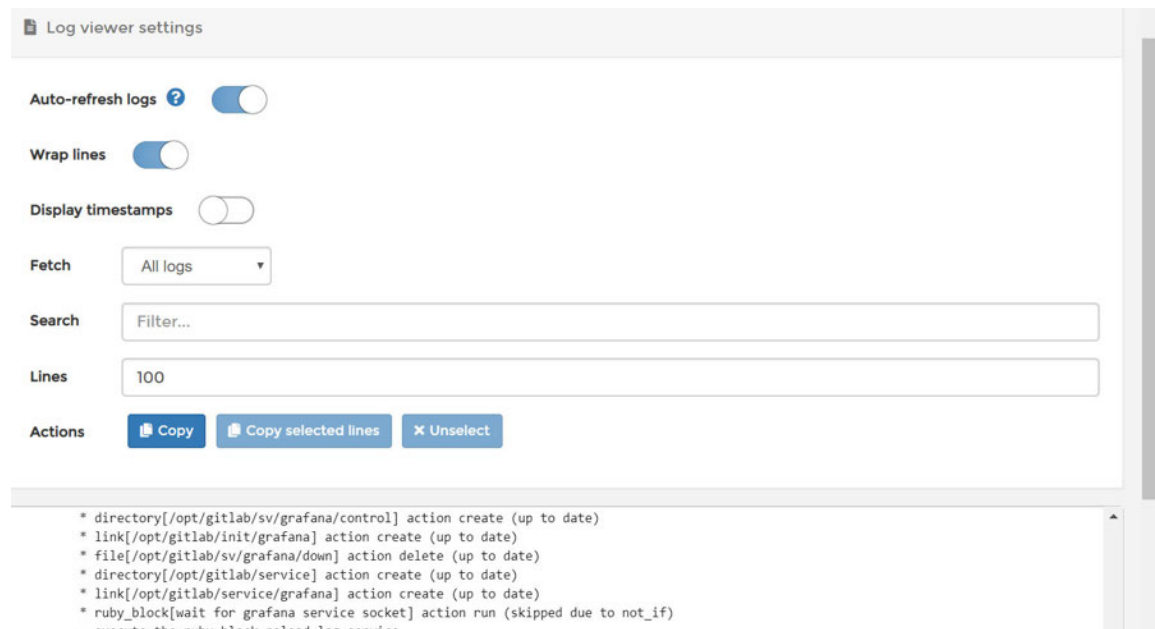 Log viewer settings
Auto-refresh logs ?
Wrap lines
Display timestamps
Fetch All logs
Search Filter...
Lines 100
Actions Copy Copy selected lines Unselect
* directory[/opt/gitlab/sv/grafana/control] action create (up to date)
* link[/opt/gitlab/init/grafana] action create (up to date)
* file[/opt/gitlab/sv/grafana/down] action delete (up to date)
* directory[/opt/gitlab/service] action create (up to date)
* link[/opt/gitlab/service/grafana] action create (up to date)
* ruby_block[wait for grafana service socket] action run (skipped due to not_if)